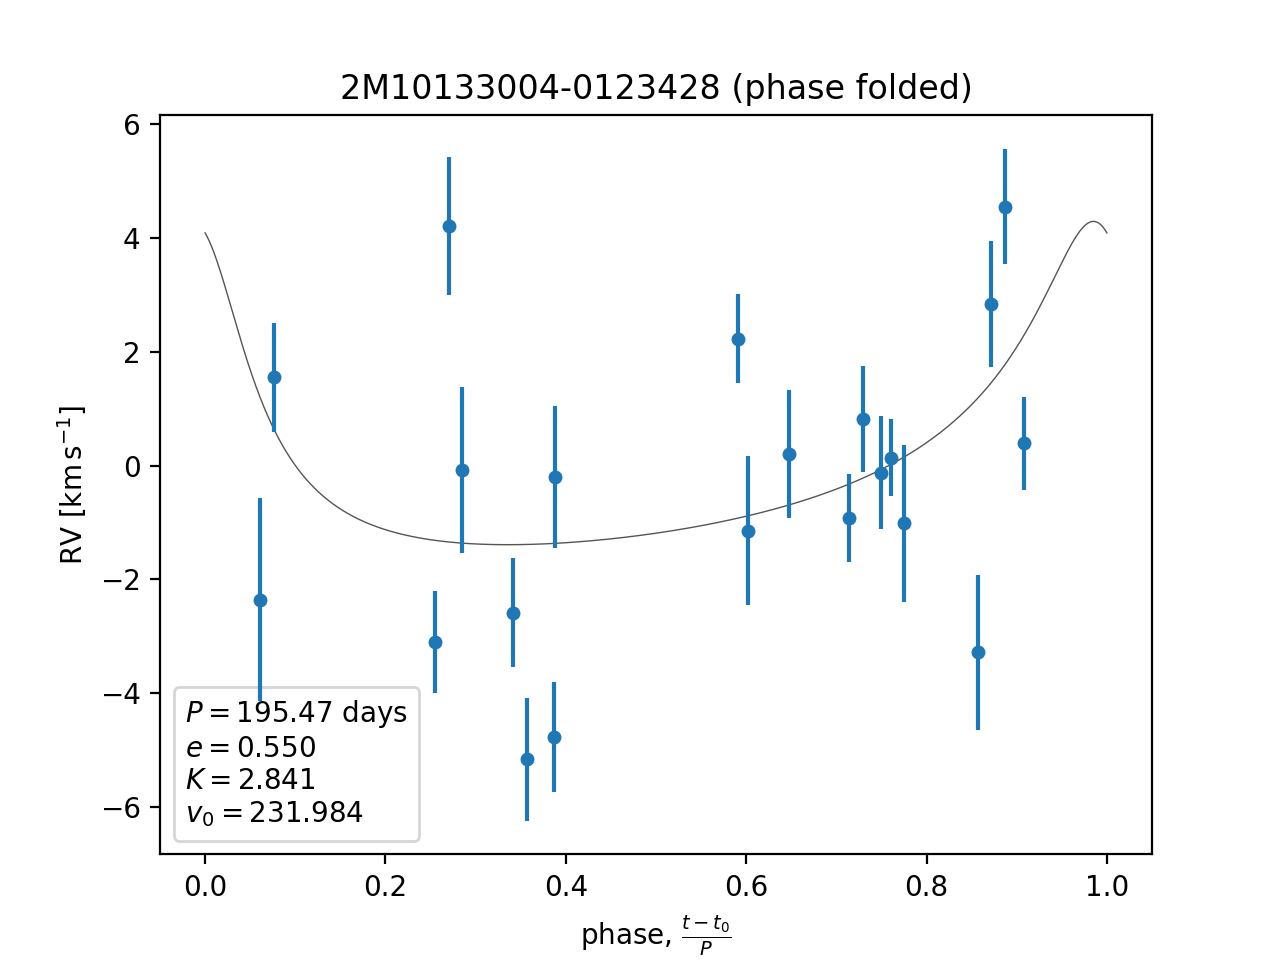 2M10133004-0123428 (phase folded)
6
4
2
0
−2
−4
−6
RV [km s⁻¹]
P = 195.47 days
e = 0.550
K = 2.841
v₀ = 231.984
0.0 0.2 0.4 0.6 0.8 1.0
phase, (t − t₀)/P